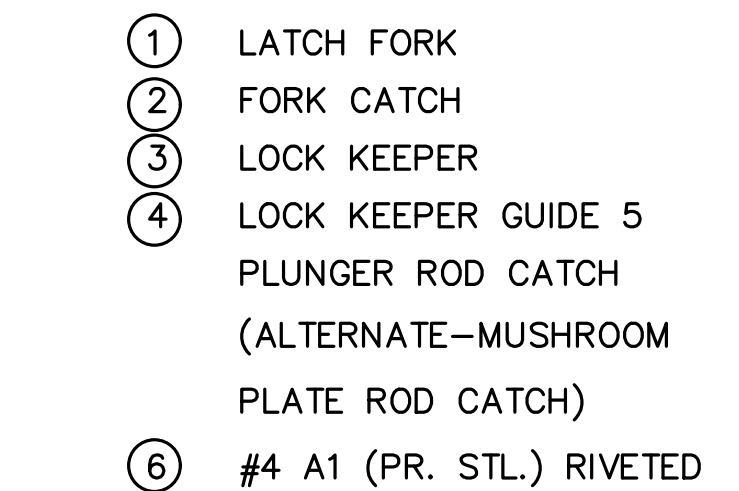 1 LATCH FORK
2 FORK CATCH
3 LOCK KEEPER
4 LOCK KEEPER GUIDE 5
PLUNGER ROD CATCH
(ALTERNATE-MUSHROOM
PLATE ROD CATCH)
6 #4 A1 (PR. STL.) RIVETED